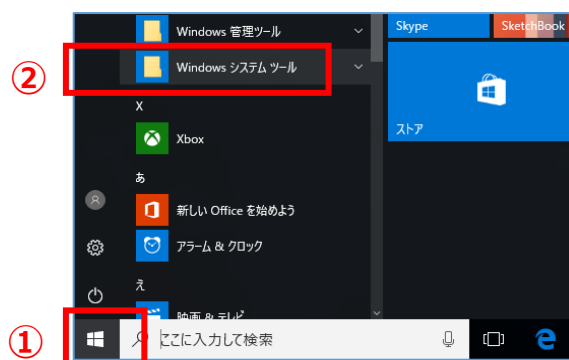 Windows 管理ツール
Skype
SketchBook
②
Windows システム ツール
X
Xbox
ストア
あ
新しい Office を始めよう
アラーム & クロック
え
映画 & テレビ
①
ここに入力して検索